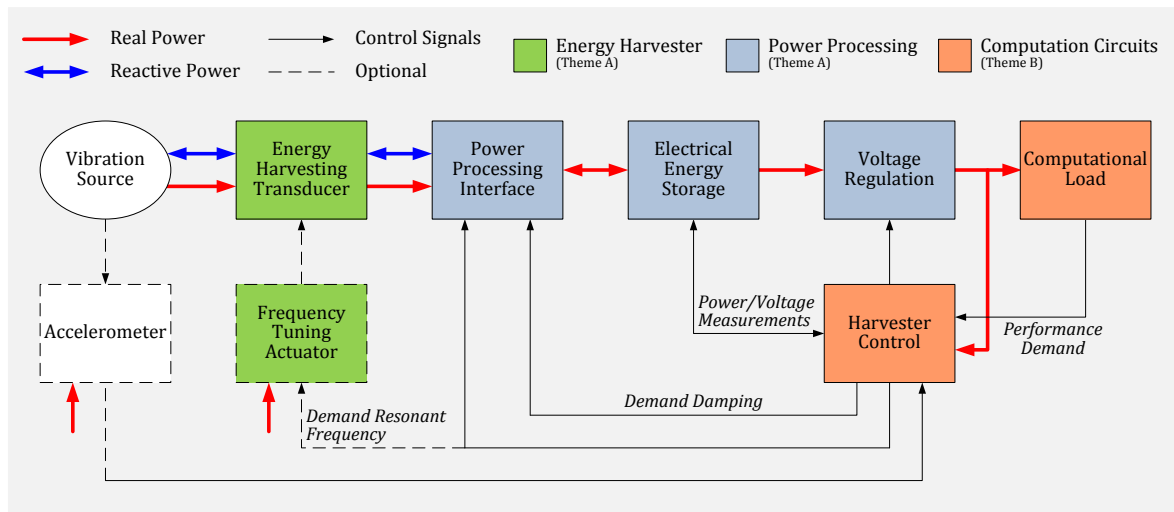 Real Power
Control Signals
Energy Harvester
(Theme A)
Power Processing
(Theme A)
Computation Circuits
(Theme B)
Reactive Power
Optional
Vibration
Source
Energy
Harvesting
Transducer
Power
Processing
Interface
Electrical
Energy
Storage
Voltage
Regulation
Computational
Load
Accelerometer
Frequency
Tuning
Actuator
Power/Voltage
Measurements
Harvester
Control
Performance
Demand
Demand Damping
Demand Resonant
Frequency